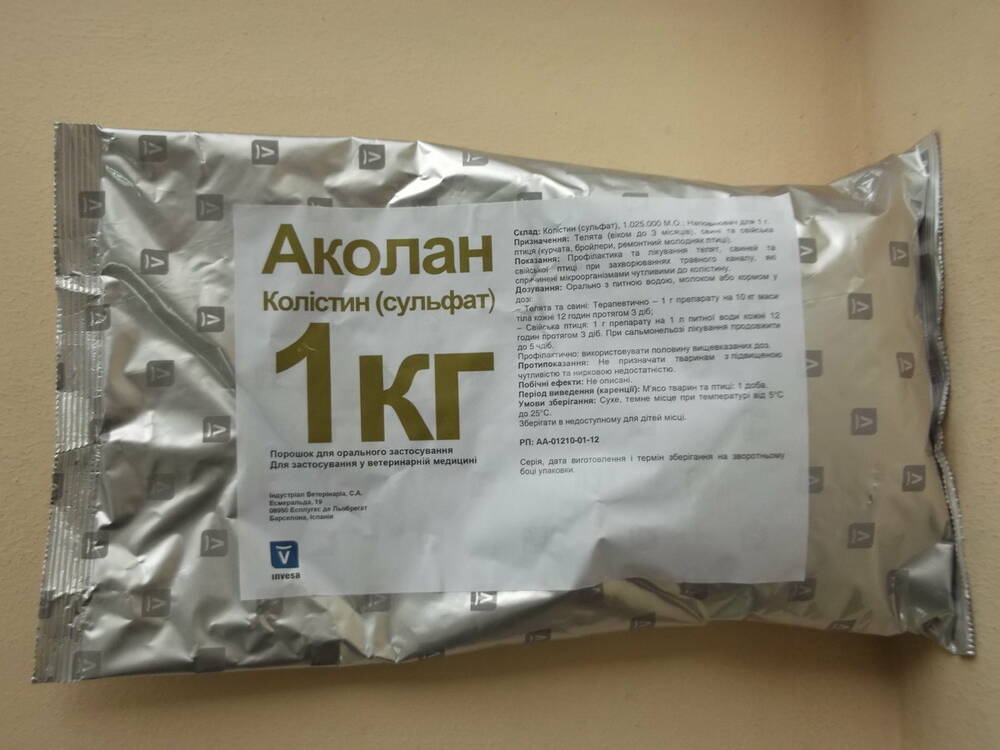 Аколан
Колістин (сульфат)
1 кг
Порошок для орального застосування
Для застосування у ветеринарній медицині
Індустріал Ветерінарія, С.А.
Есмеральда, 19
08950 Есплугес де Льобрегат
Барселона, Іспанія
invesa
Склад: Колістин (сульфат), 1.025.000 М.О.; Наповнювач для 1 г.
Призначення: Телята (віком до 3 місяців), свині та свійська
птиця (курчата, бройлери, ремонтний молодняк птиці).
Показання: Профілактика та лікування телят, свиней та
свійської птиці при захворюваннях травного каналу, які
спричинені мікроорганізмами чутливими до колістину.
Дозування: Орально з питною водою, молоком або кормом у
дозі:
– Телята та свині: Терапевтично – 1 г препарату на 10 кг маси
тіла кожні 12 годин протягом 3 діб;
– Свійська птиця: 1 г препарату на 1 л питної води кожні 12
годин протягом 3 діб. При сальмонельозі лікування продовжити
до 5 діб.
Профілактично: використовувати половину вищевказаних доз.
Протипоказання: Не призначати тваринам з підвищеною
чутливістю та нирковою недостатністю.
Побічні ефекти: Не описані.
Період виведення (каренції): М'ясо тварин та птиці: 1 доба.
Умови зберігання: Сухе, темне місце при температурі від 5°С
до 25°С.
Зберігати в недоступному для дітей місці.
РП: АА-01210-01-12
Серія, дата виготовлення і термін зберігання на зворотньому
боці упаковки.